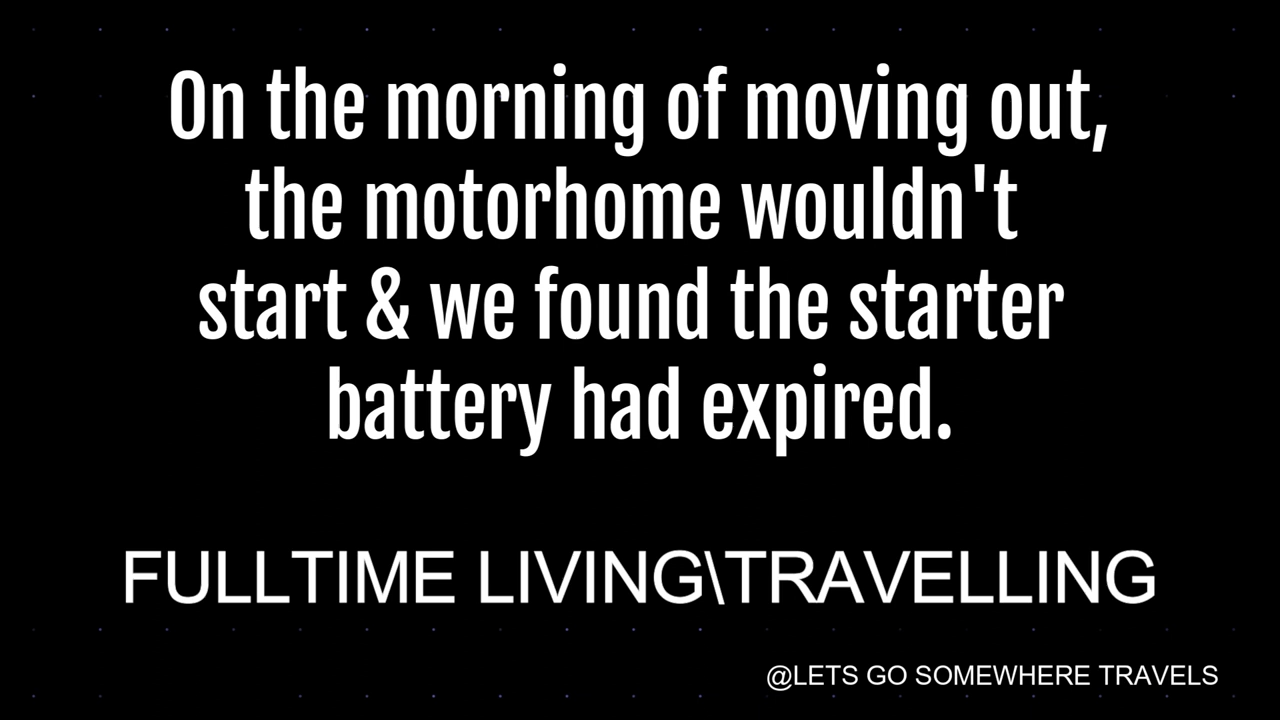 On the morning of moving out,
the motorhome wouldn't
start & we found the starter
battery had expired.
FULLTIME LIVING\TRAVELLING
@LETS GO SOMEWHERE TRAVELS